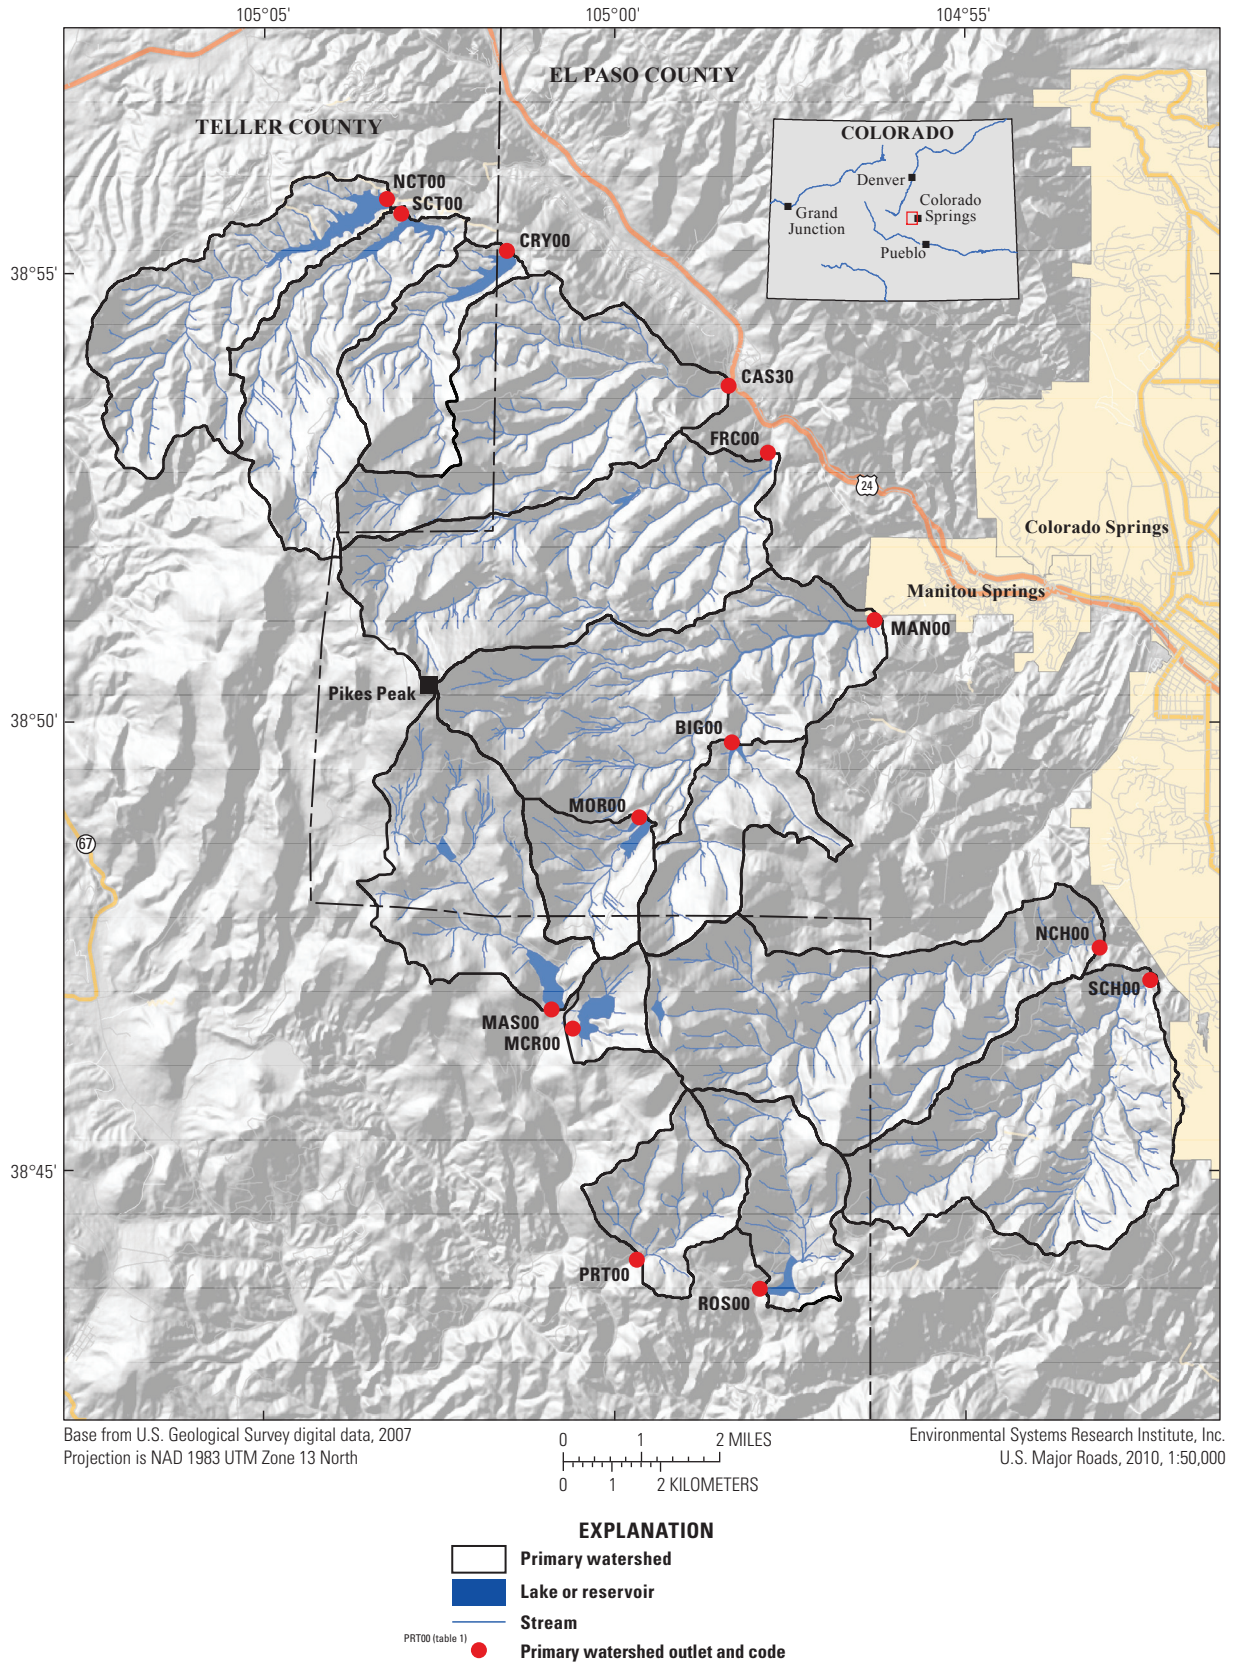 105°05'
105°00'
104°55'
EL PASO COUNTY
TELLER COUNTY
COLORADO
Denver
Colorado
Springs
Grand
Junction
Pueblo
NCT00
SCT00
CRY00
38°55'
CAS30
FRC00
24
Colorado Springs
Manitou Springs
MAN00
Pikes Peak
38°50'
BIG00
MOR00
67
NCH00
SCH00
MAS00
MCR00
38°45'
PRT00
ROS00
Base from U.S. Geological Survey digital data, 2007
Projection is NAD 1983 UTM Zone 13 North
0 1 2 MILES
0 1 2 KILOMETERS
Environmental Systems Research Institute, Inc.
U.S. Major Roads, 2010, 1:50,000
EXPLANATION
Primary watershed
Lake or reservoir
Stream
PRT00 (table 1)
Primary watershed outlet and code